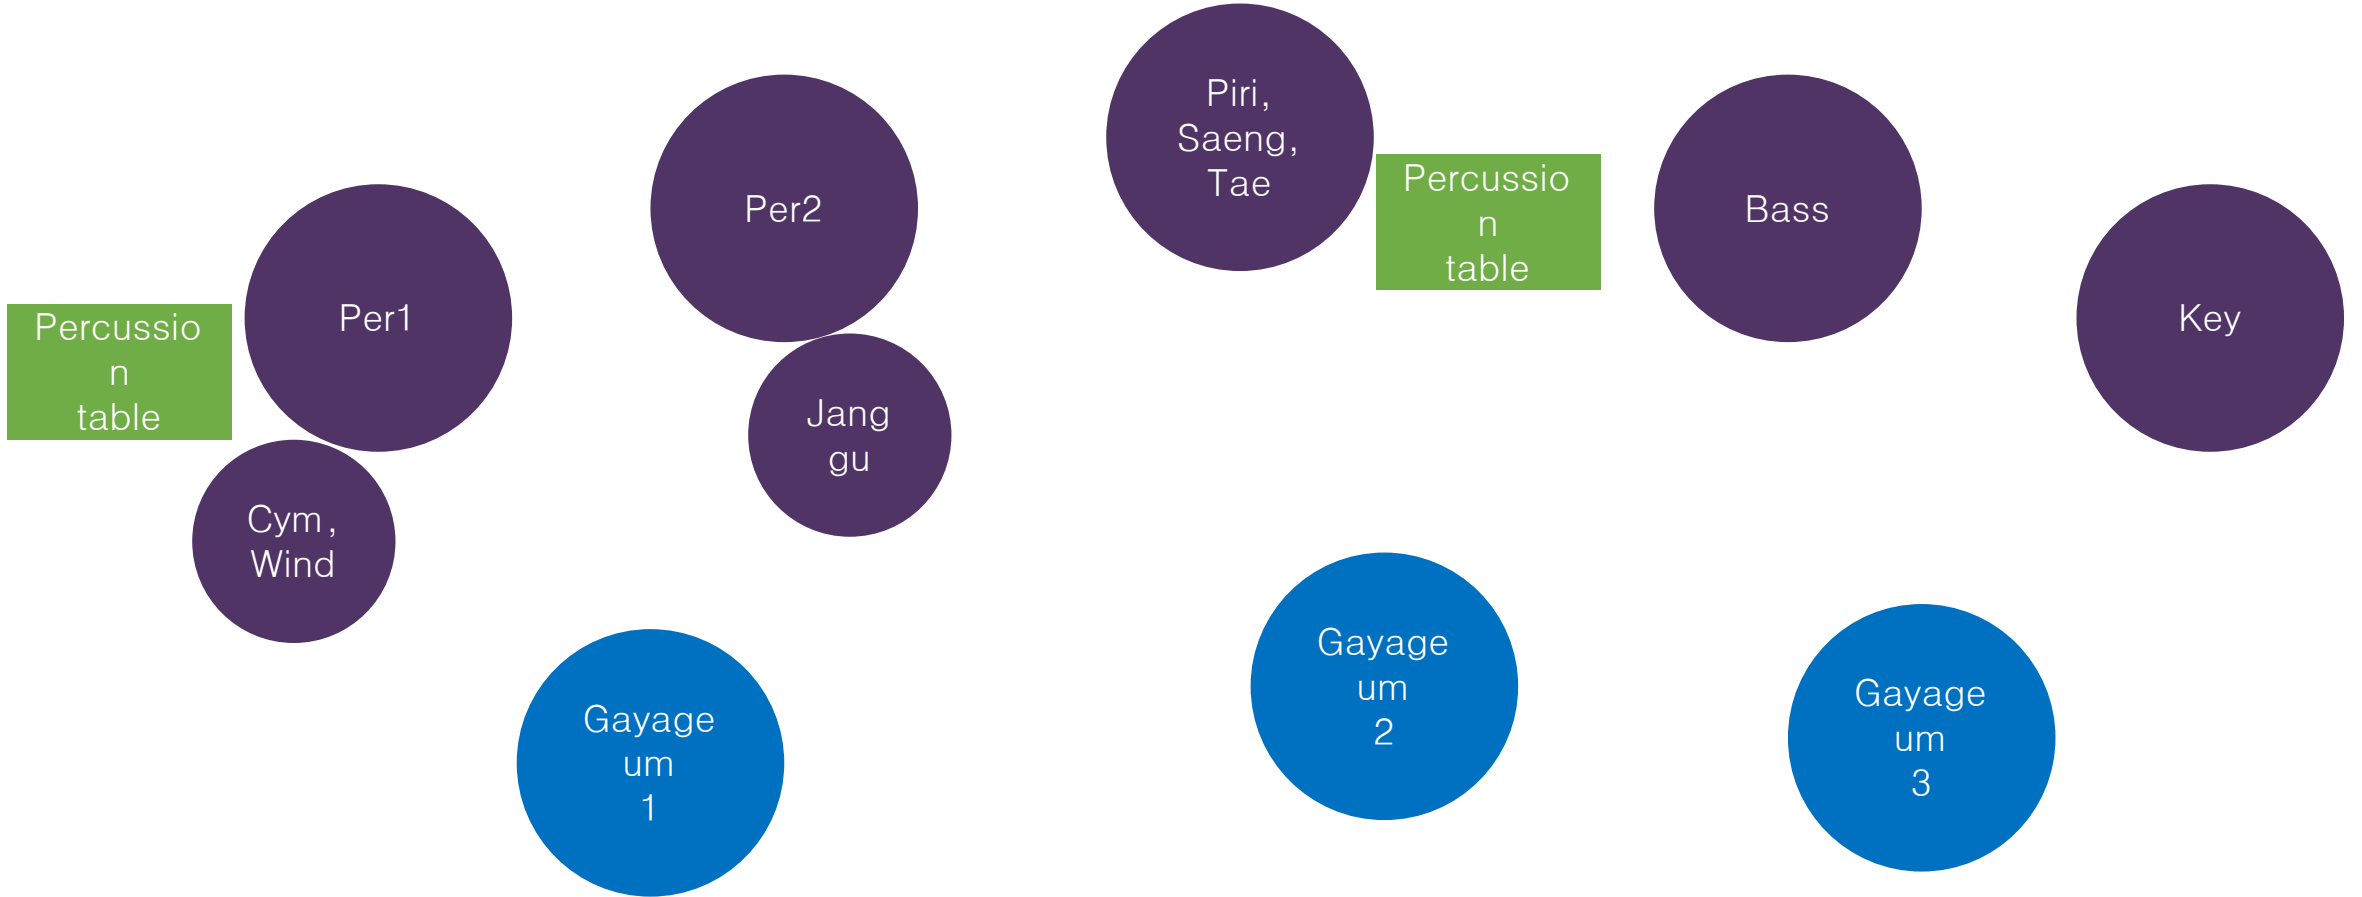 Piri,
Saeng,
Tae
Per2
Bass
Percussio
n
table
Per1
Key
Percussio
n
table
Jang
gu
Cym,
Wind
Gayage
um
2
Gayage
um
3
Gayage
um
1